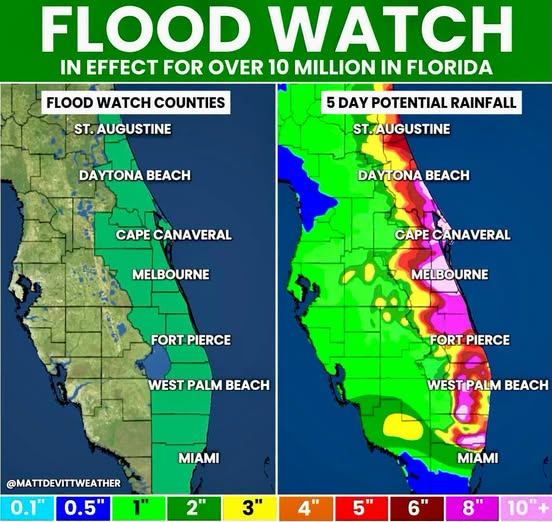 FLOOD WATCH
IN EFFECT FOR OVER 10 MILLION IN FLORIDA
FLOOD WATCH COUNTIES
ST. AUGUSTINE
DAYTONA BEACH
CAPE CANAVERAL
MELBOURNE
FORT PIERCE
WEST PALM BEACH
MIAMI
@MATTDEVITTWEATHER
5 DAY POTENTIAL RAINFALL
ST. AUGUSTINE
DAYTONA BEACH
CAPE CANAVERAL
MELBOURNE
FORT PIERCE
WEST PALM BEACH
MIAMI
0.1" 0.5" 1" 2" 3" 4" 5" 6" 8" 10"+